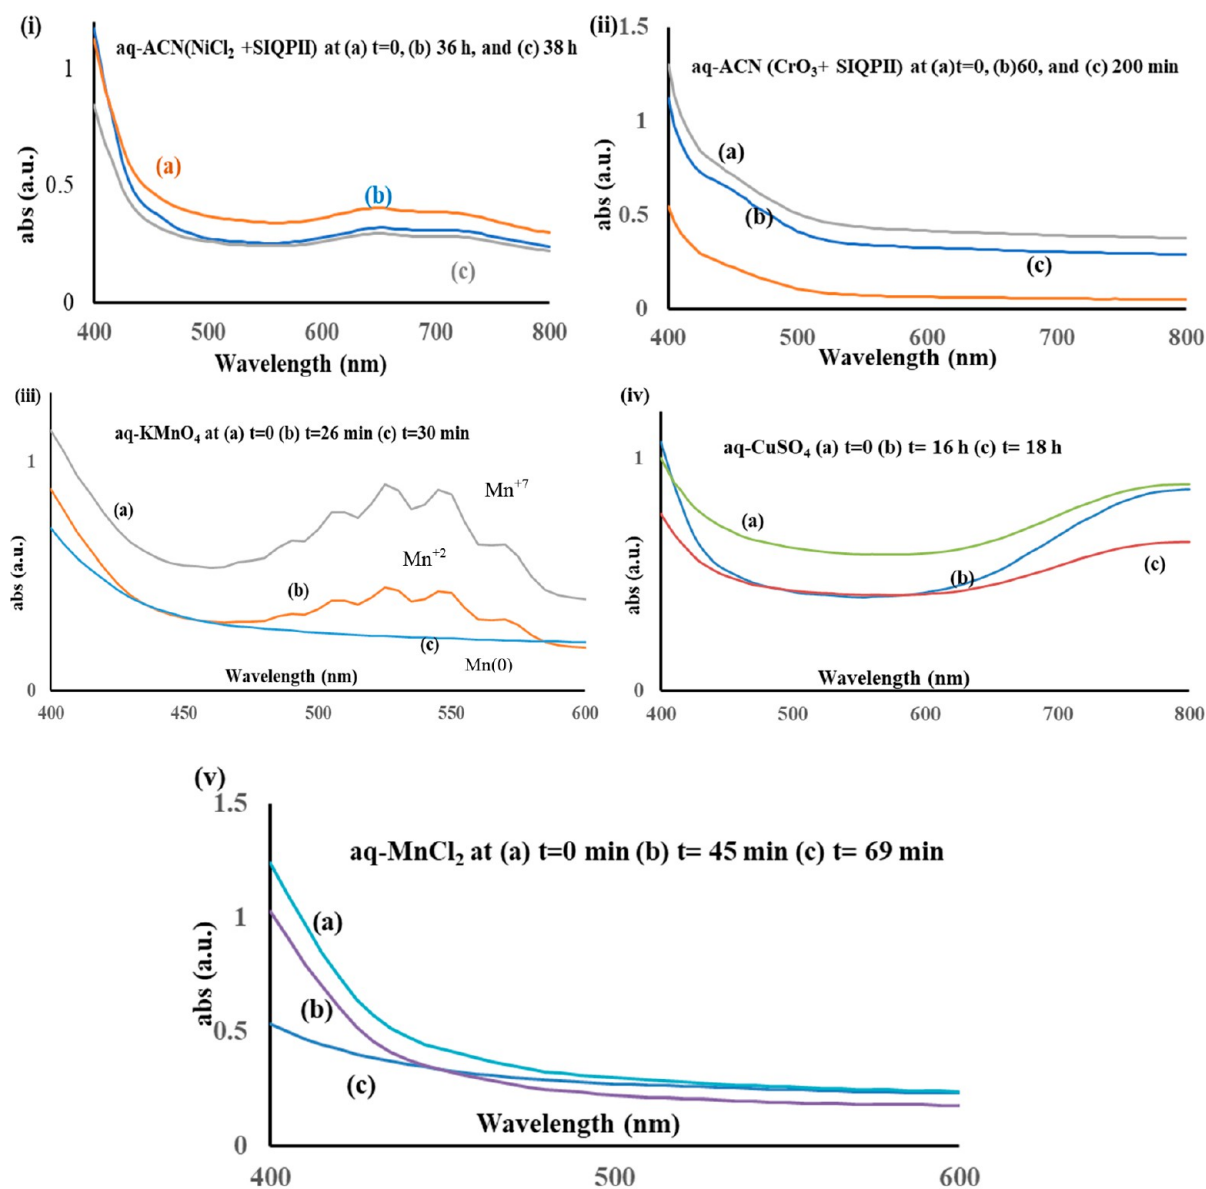 (i)
aq-ACN(NiCl2 +SIQPII) at (a) t=0, (b) 36 h, and (c) 38 h
1
0.5
0
abs (a.u.)
(a)
(b)
(c)
400 500 600 700 800
Wavelength (nm)
(ii)
1.5
aq-ACN (CrO3+ SIQPII) at (a)t=0, (b)60, and (c) 200 min
1
0.5
0
abs (a.u.)
(a)
(b)
(c)
400 500 600 700 800
Wavelength (nm)
(iii)
aq-KMnO4 at (a) t=0 (b) t=26 min (c) t=30 min
1
0
abs (a.u.)
(a)
Mn+7
Mn+2
(b)
(c)
Mn(0)
Wavelength (nm)
400 450 500 550 600
(iv)
aq-CuSO4 (a) t=0 (b) t= 16 h (c) t= 18 h
1
0
abs (a.u.)
(a)
(b)
(c)
Wavelength (nm)
400 500 600 700 800
(v)
1.5
aq-MnCl2 at (a) t=0 min (b) t= 45 min (c) t= 69 min
1
0.5
0
abs (a.u.)
(a)
(b)
(c)
Wavelength (nm)
400 500 600